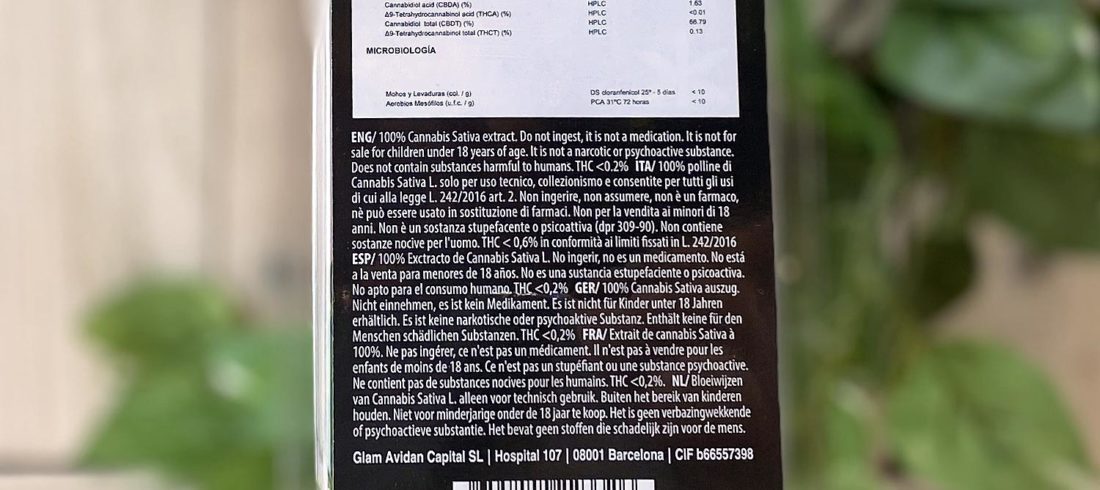 Cannabidiol acid (CBDA) (%) HPLC 1.63
Δ9-Tetrahydrocannabinol acid (THCA) (%) HPLC <0.01
Cannabidiol total (CBDT) (%) HPLC 66.79
Δ9-Tetrahydrocannabinol total (THCT) (%) HPLC 0.13
MICROBIOLOGÍA
Mohos y Levaduras (col. / g) DS cloranfenicol 25º - 5 días < 10
Aerobios Mesófilos (u.f.c. / g) PCA 31ºC 72 horas < 10
ENG/ 100% Cannabis Sativa extract. Do not ingest, it is not a medication. It is not for
sale for children under 18 years of age. It is not a narcotic or psychoactive substance.
Does not contain substances harmful to humans. THC <0.2% ITA/ 100% polline di
Cannabis Sativa L. solo per uso tecnico, collezionismo e consentite per tutti gli usi
di cui alla legge L. 242/2016 art. 2. Non ingerire, non assumere, non è un farmaco,
nè può essere usato in sostituzione di farmaci. Non per la vendita ai minori di 18
anni. Non è un sostanza stupefacente o psicoattiva (dpr 309-90). Non contiene
sostanze nocive per l'uomo. THC < 0,6% in conformità ai limiti fissati in L. 242/2016
ESP/ 100% Exctracto de Cannabis Sativa L. No ingerir, no es un medicamento. No está
a la venta para menores de 18 años. No es una sustancia estupefaciente o psicoactiva.
No apto para el consumo humano. THC <0,2% GER/ 100% Cannabis Sativa auszug.
Nicht einnehmen, es ist kein Medikament. Es ist nicht für Kinder unter 18 Jahren
erhältlich. Es ist keine narkotische oder psychoaktive Substanz. Enthält keine für den
Menschen schädlichen Substanzen. THC <0,2% FRA/ Extrait de cannabis Sativa à
100%. Ne pas ingérer, ce n'est pas un médicament. Il n'est pas à vendre pour les
enfants de moins de 18 ans. Ce n'est pas un stupéfiant ou une substance psychoactive.
Ne contient pas de substances nocives pour les humains. THC <0,2%. NL/ Bloeiwijzen
van Cannabis Sativa L. alleen voor technisch gebruik. Buiten het bereik van kinderen
houden. Niet voor minderjarige onder de 18 jaar te koop. Het is geen verbazingwekkende
of psychoactieve substantie. Het bevat geen stoffen die schadelijk zijn voor de mens.
Glam Avidan Capital SL | Hospital 107 | 08001 Barcelona | CIF b66557398